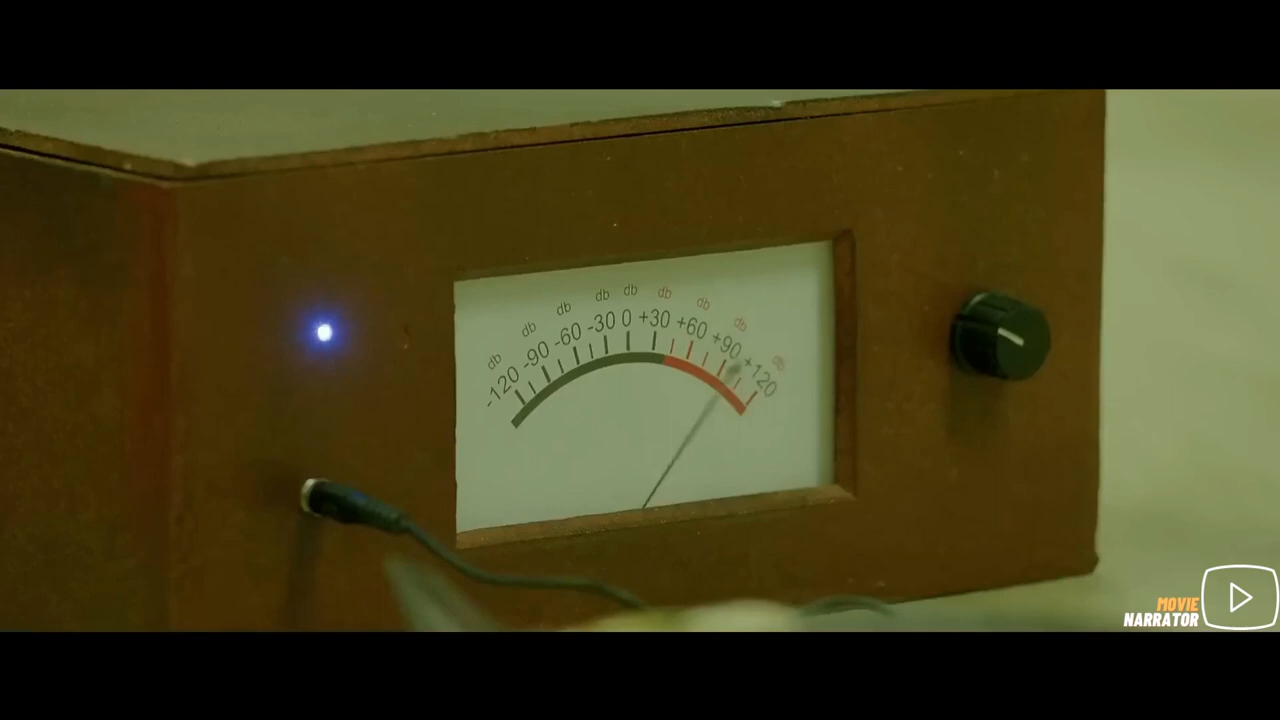 db db db db db db db db db
-120 -90 -60 -30 0 +30 +60 +90 +120
MOVIE
NARRATOR